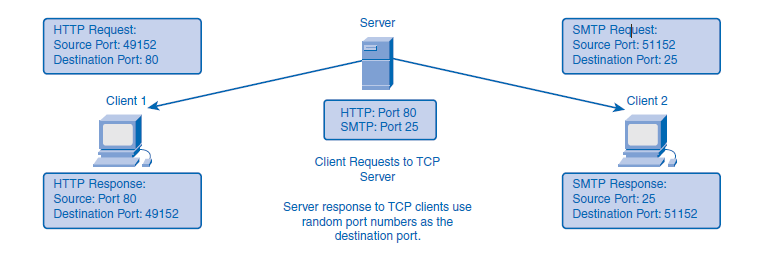 HTTP Request:
Source Port: 49152
Destination Port: 80
Server
SMTP Request:
Source Port: 51152
Destination Port: 25
Client 1
HTTP: Port 80
SMTP: Port 25
Client 2
Client Requests to TCP
Server
HTTP Response:
Source: Port 80
Destination Port: 49152
Server response to TCP clients use
random port numbers as the
destination port.
SMTP Response:
Source Port: 25
Destination Port: 51152